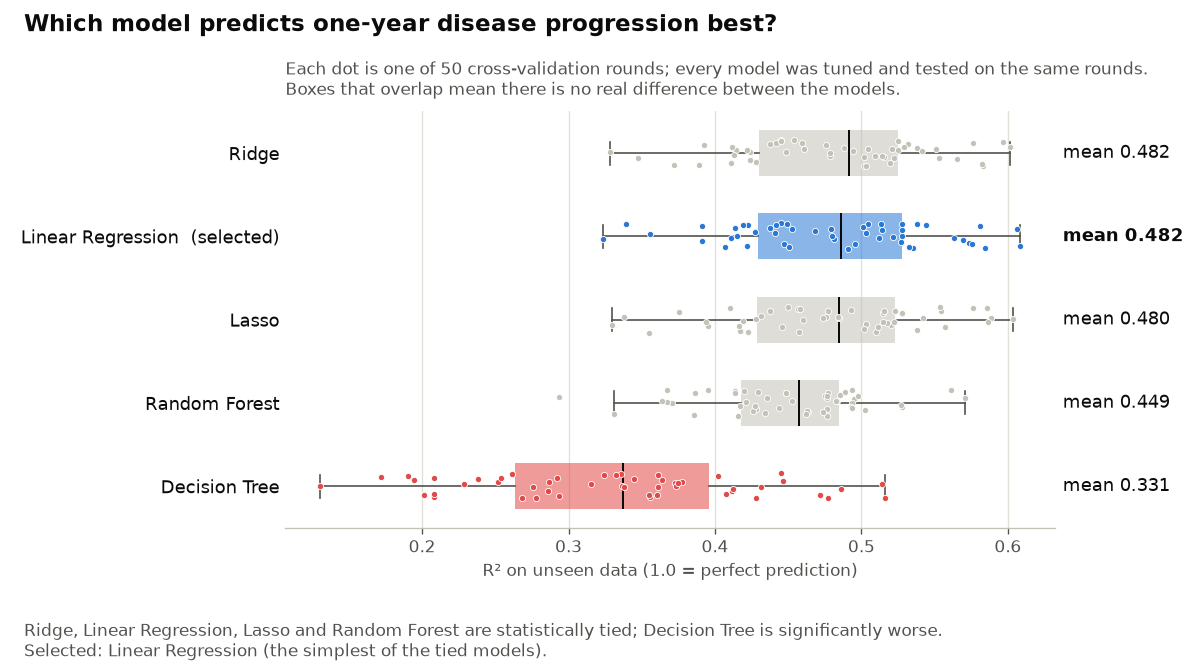 Which model predicts one-year disease progression best?
Each dot is one of 50 cross-validation rounds; every model was tuned and tested on the same rounds.
Boxes that overlap mean there is no real difference between the models.
Ridge
mean 0.482
Linear Regression (selected)
mean 0.482
Lasso
mean 0.480
Random Forest
mean 0.449
Decision Tree
mean 0.331
0.2 0.3 0.4 0.5 0.6
R² on unseen data (1.0 = perfect prediction)
Ridge, Linear Regression, Lasso and Random Forest are statistically tied; Decision Tree is significantly worse.
Selected: Linear Regression (the simplest of the tied models).